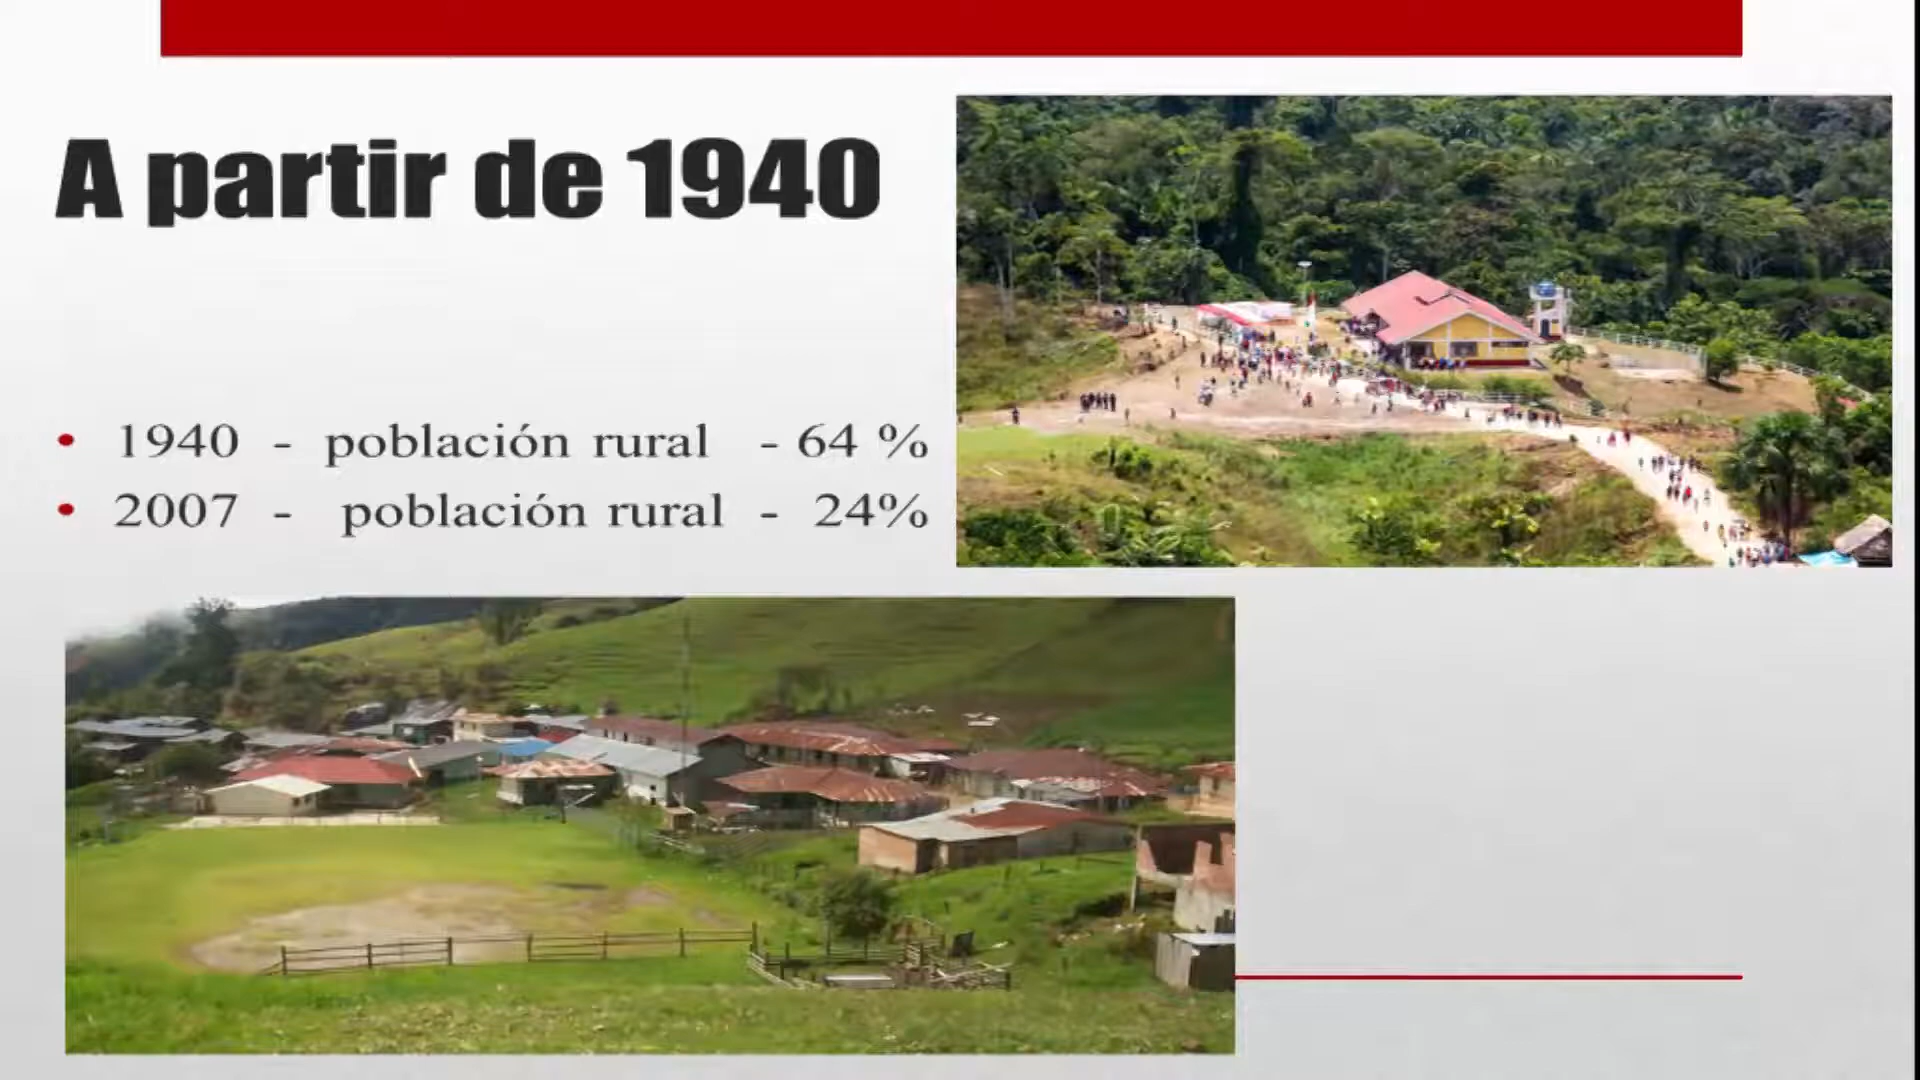 A partir de 1940
• 1940 - población rural - 64 %
• 2007 - población rural - 24%